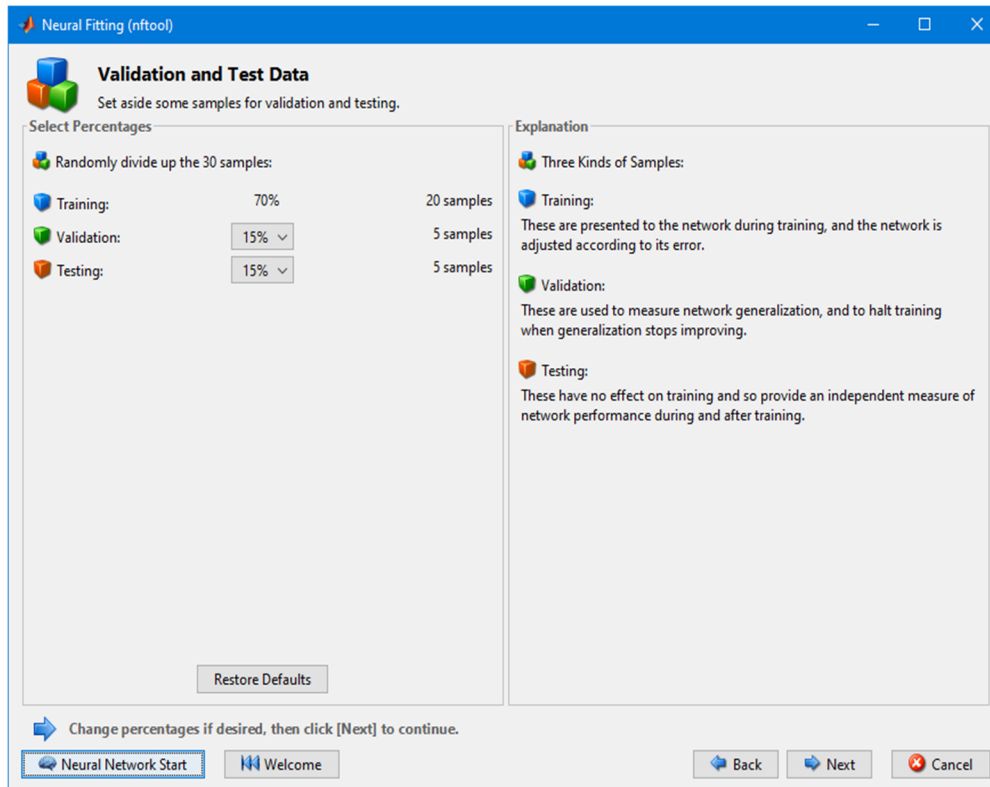 Neural Fitting (nftool)
Validation and Test Data
Set aside some samples for validation and testing.
Select Percentages
Randomly divide up the 30 samples:
Training: 70% 20 samples
Validation: 15% 5 samples
Testing: 15% 5 samples
Restore Defaults
Explanation
Three Kinds of Samples:
Training:
These are presented to the network during training, and the network is
adjusted according to its error.
Validation:
These are used to measure network generalization, and to halt training
when generalization stops improving.
Testing:
These have no effect on training and so provide an independent measure of
network performance during and after training.
Change percentages if desired, then click [Next] to continue.
Neural Network Start Welcome Back Next Cancel